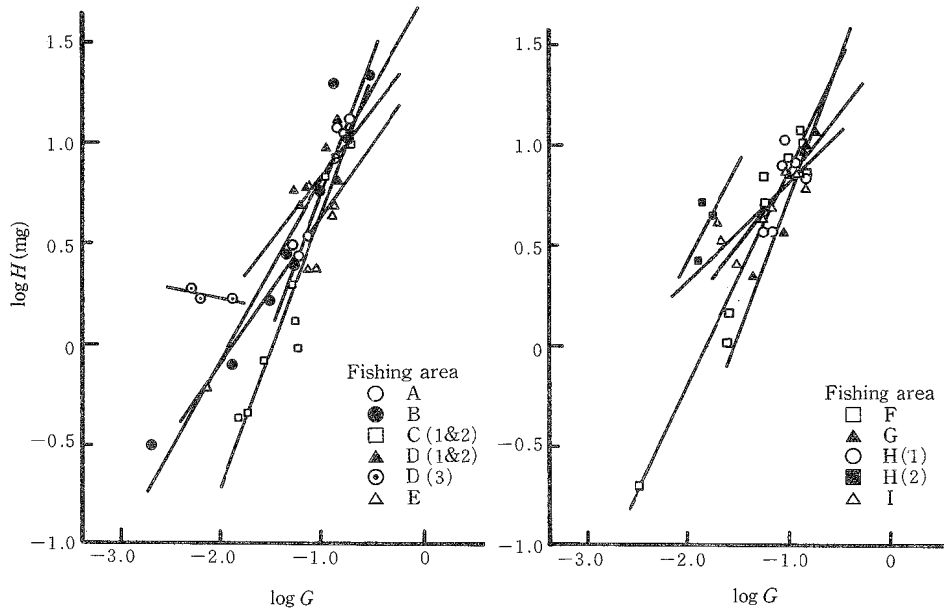 1.5
1.0
0.5
0
−0.5
−1.0
log H (mg)
−3.0 −2.0 −1.0 0
log G
Fishing area
A
B
C (1&2)
D (1&2)
D (3)
E
1.5
1.0
0.5
0
−0.5
−1.0
−3.0 −2.0 −1.0 0
log G
Fishing area
F
G
H (1)
H (2)
I